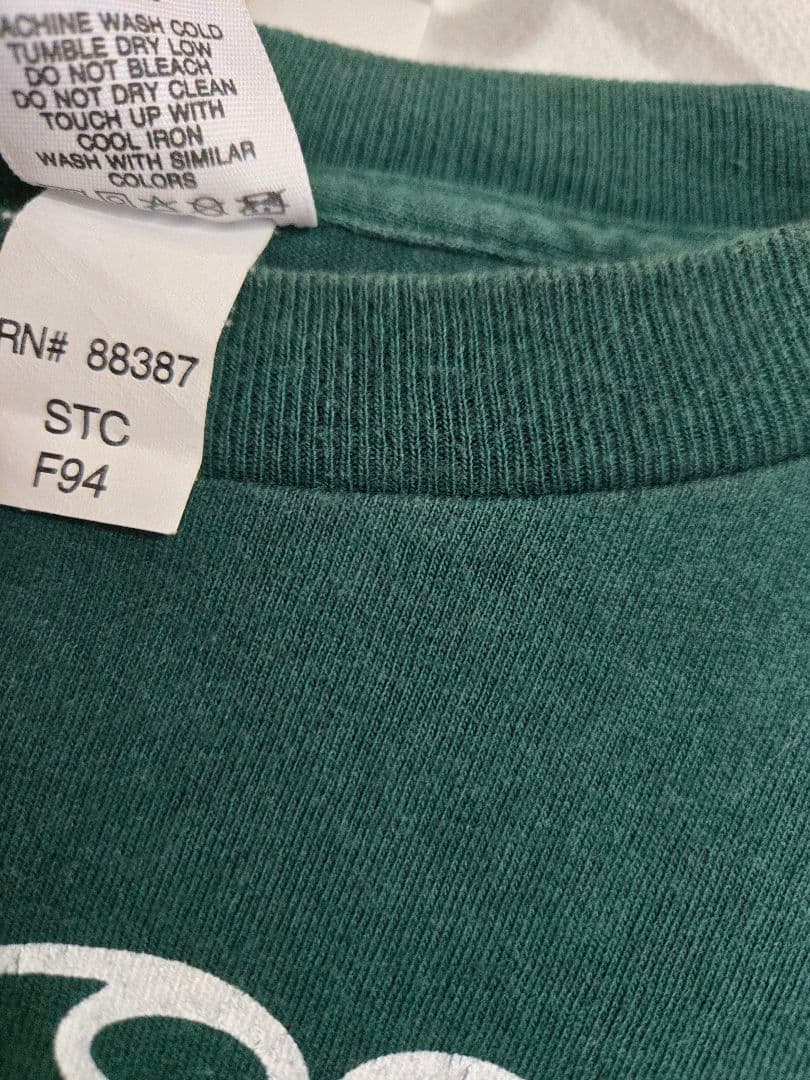 ACHINE WASH COLD
TUMBLE DRY LOW
DO NOT BLEACH
DO NOT DRY CLEAN
TOUCH UP WITH
COOL IRON
WASH WITH SIMILAR
COLORS
RN# 88387
STC
F94